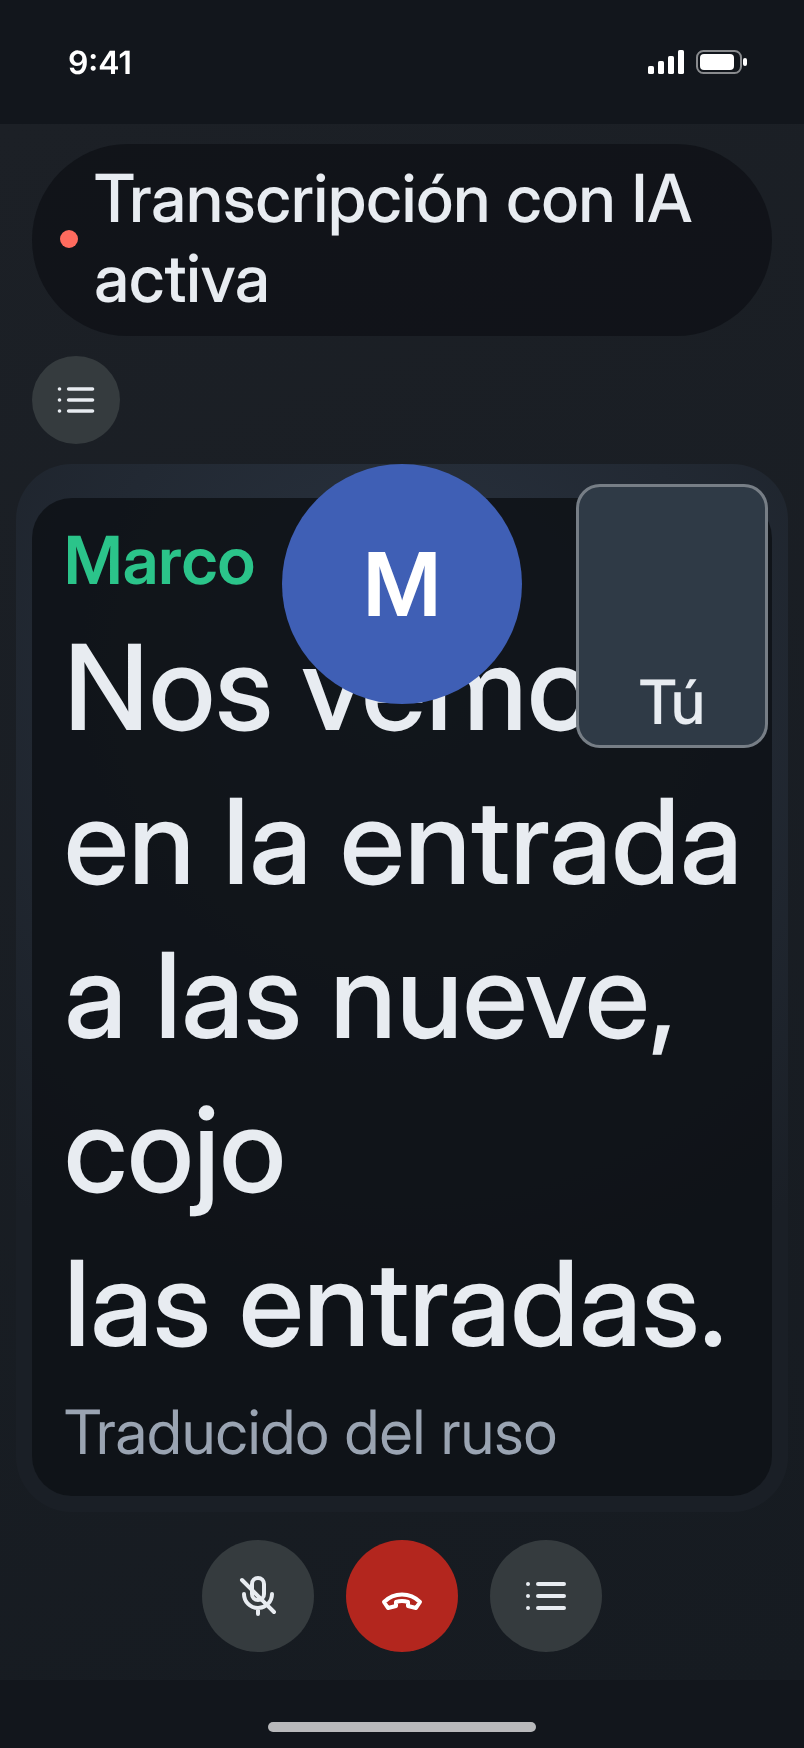 9:41
Transcripción con IA
activa
Marco
M
Nos
Tú
en la entrada
a las nueve,
cojo
las entradas.
Traducido del ruso